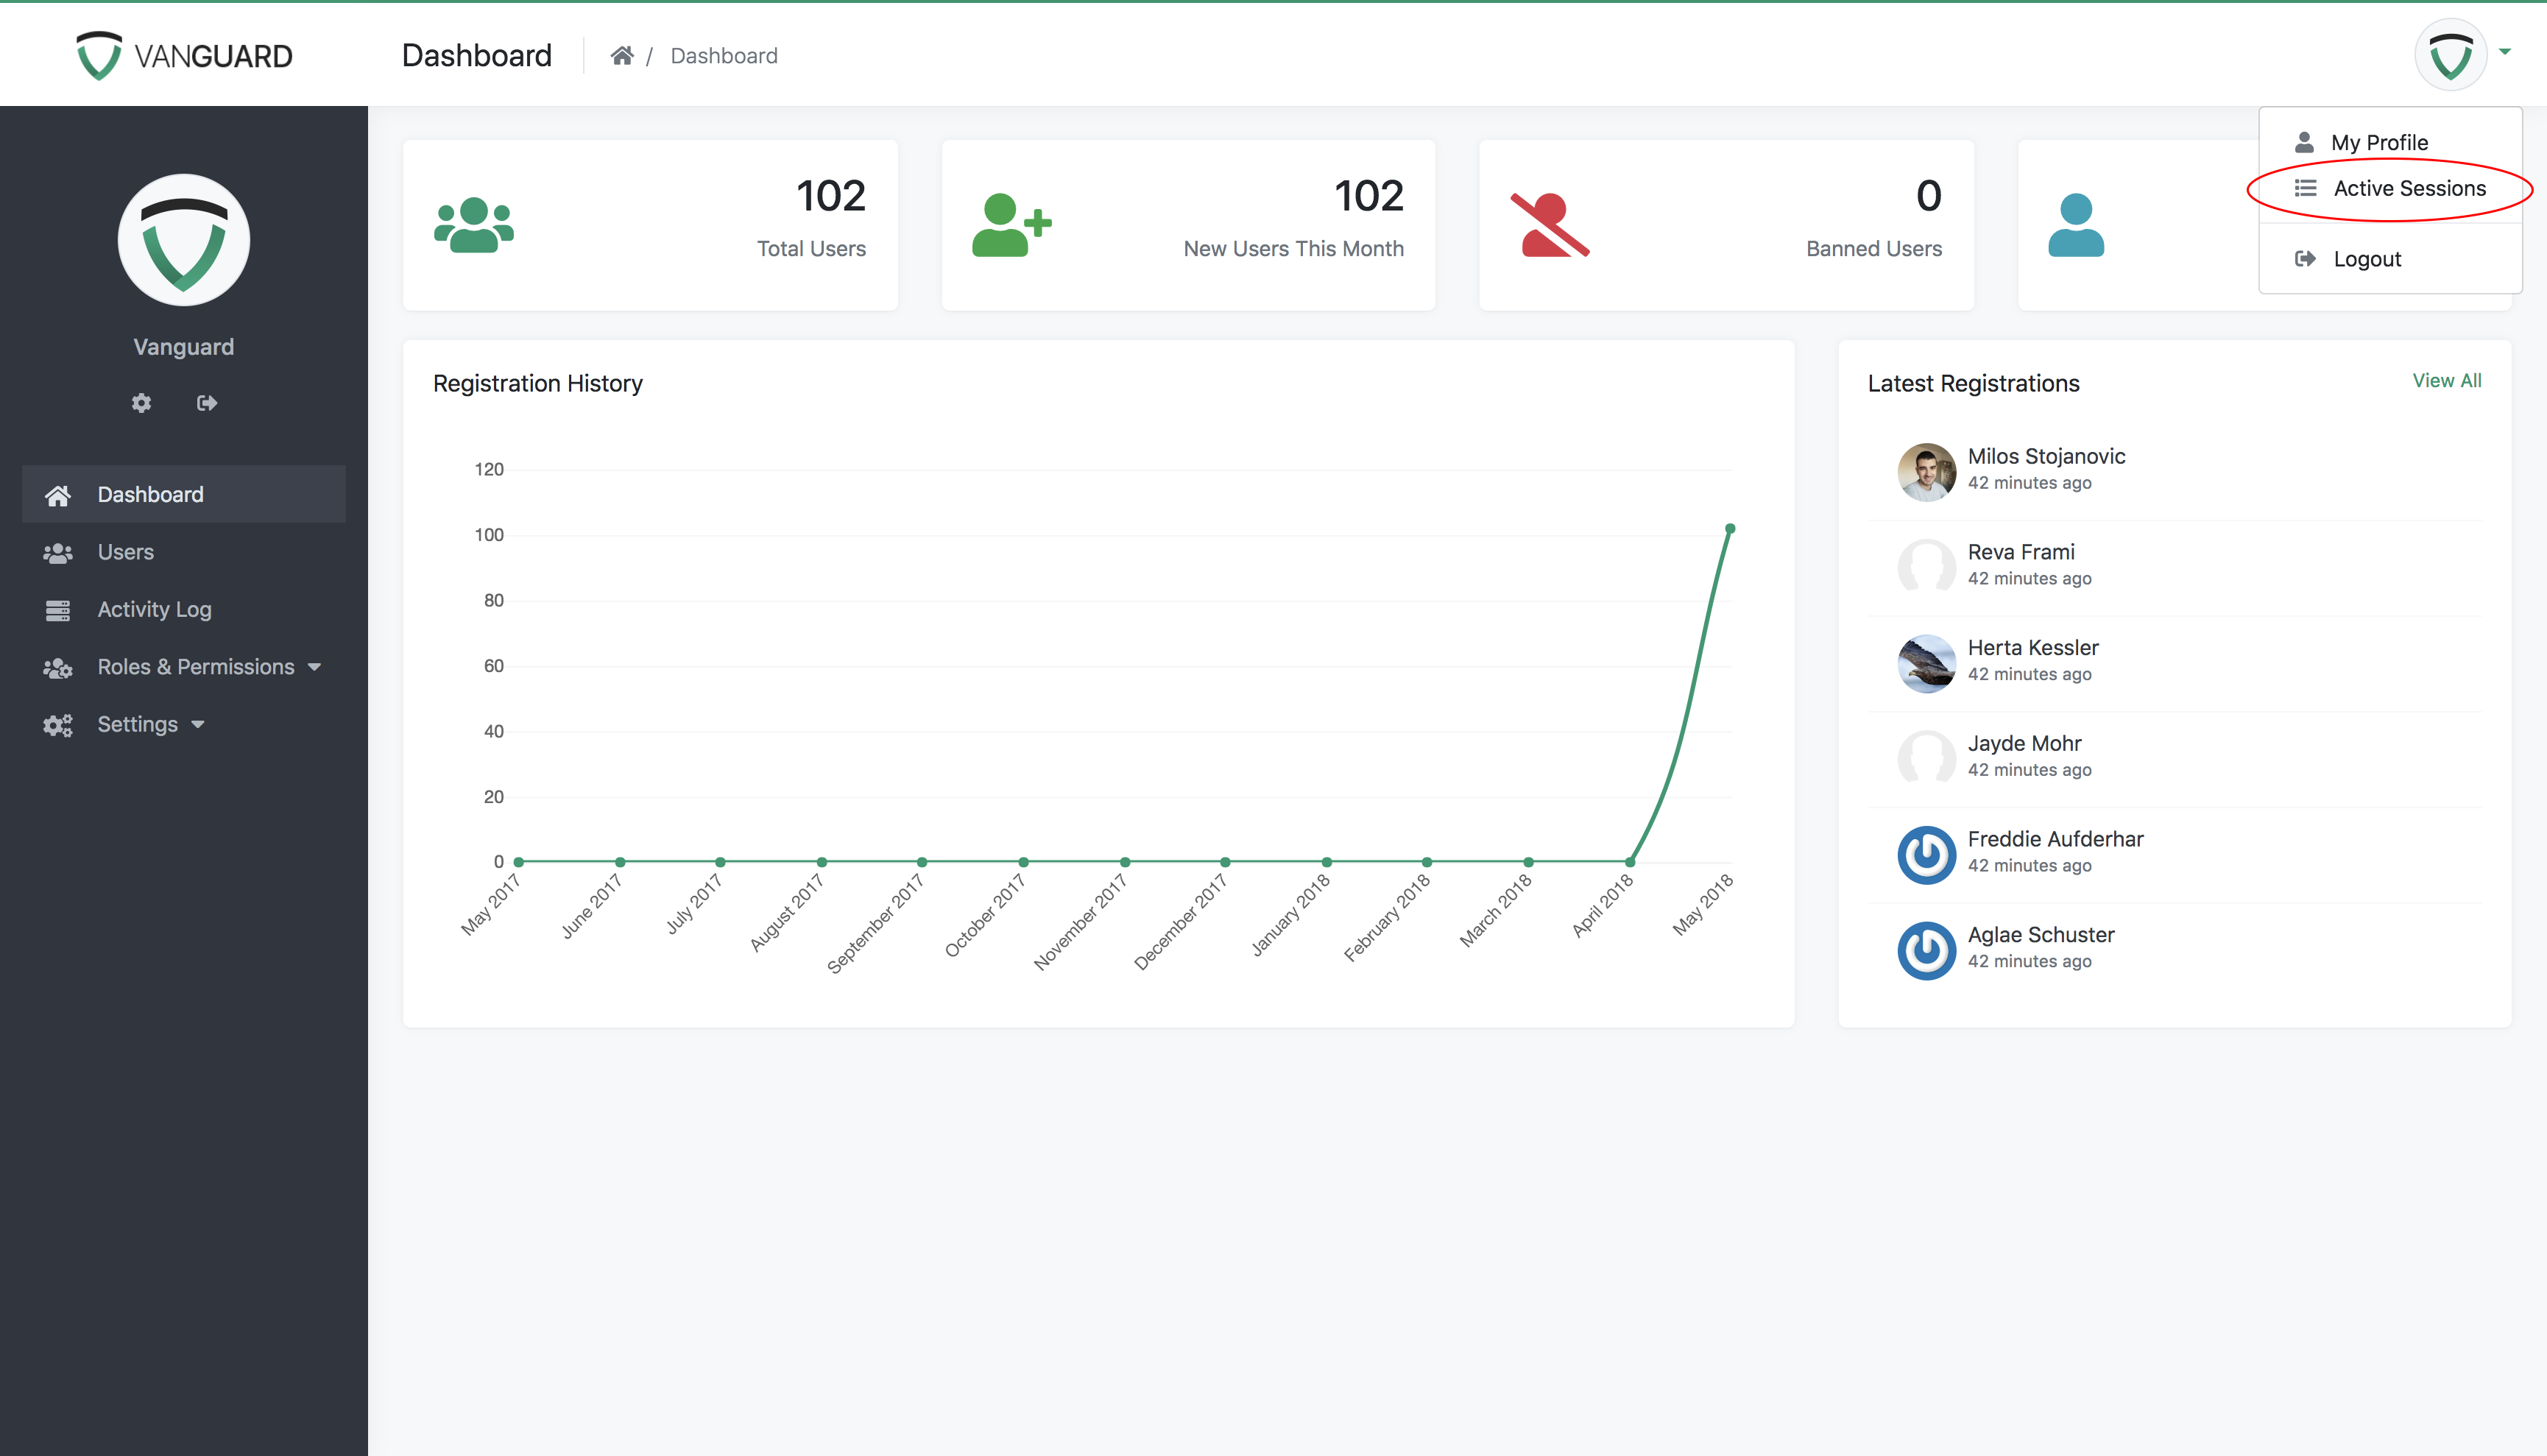 VANGUARD
Dashboard
/ Dashboard
My Profile
Active Sessions
Logout
Vanguard
Dashboard
Users
Activity Log
Roles & Permissions
Settings
102
Total Users
102
New Users This Month
0
Banned Users
Registration History
120
100
80
60
40
20
0
May 2017
June 2017
July 2017
August 2017
September 2017
October 2017
November 2017
December 2017
January 2018
February 2018
March 2018
April 2018
May 2018
Latest Registrations
View All
Milos Stojanovic
42 minutes ago
Reva Frami
42 minutes ago
Herta Kessler
42 minutes ago
Jayde Mohr
42 minutes ago
Freddie Aufderhar
42 minutes ago
Aglae Schuster
42 minutes ago